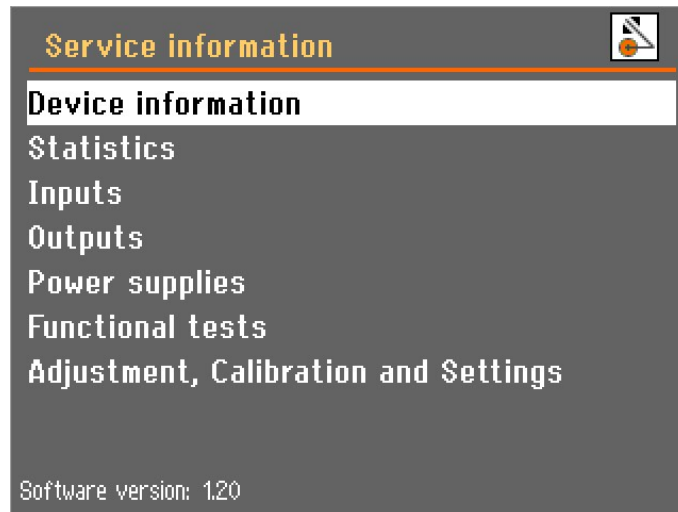 Service information
Device information
Statistics
Inputs
Outputs
Power supplies
Functional tests
Adjustment, Calibration and Settings
Software version: 1.20